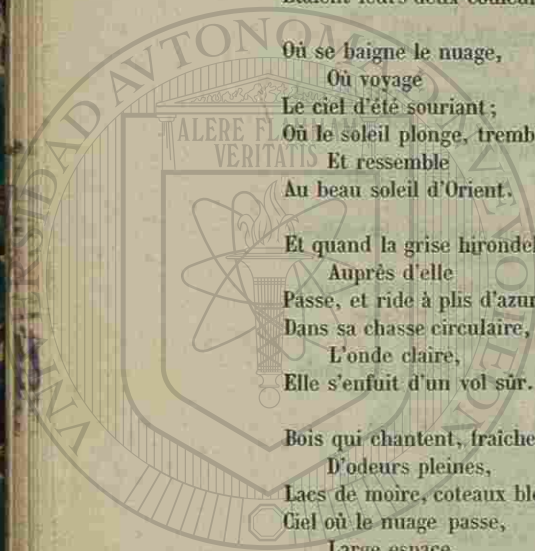 Où se baigne le nuage,
Où voyage
Le ciel d'été souriant;
Où le soleil plonge, tremb
Et ressemble
Au beau soleil d'Orient.
Et quand la grise hirondel
Auprès d'elle
Passe, et ride à plis d'azur
Dans sa chasse circulaire,
L'onde claire,
Elle s'enfuit d'un vol sûr.
Bois qui chantent, fraîche
D'odeurs pleines,
Lacs de moire, coteaux ble
Ciel où le nuage passe,
Large espace
ALERE FLAMMAM
VERITATIS